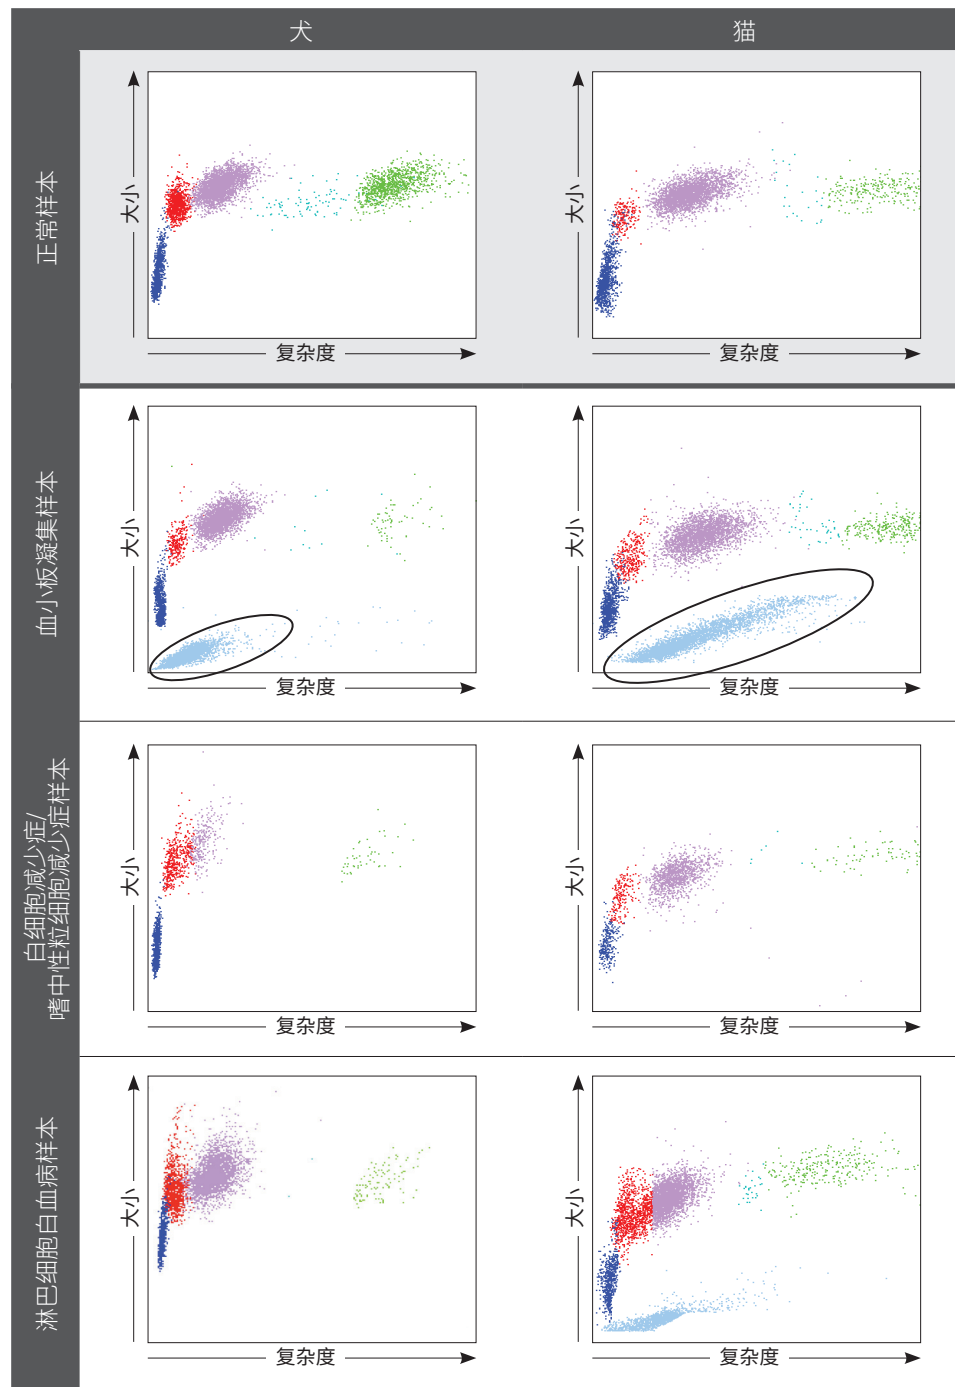 犬
猫
正常样本
大小
复杂度
大小
复杂度
血小板凝集样本
大小
复杂度
大小
复杂度
白细胞减少症/
嗜中性粒细胞减少症样本
大小
复杂度
大小
复杂度
淋巴细胞白血病样本
大小
复杂度
大小
复杂度